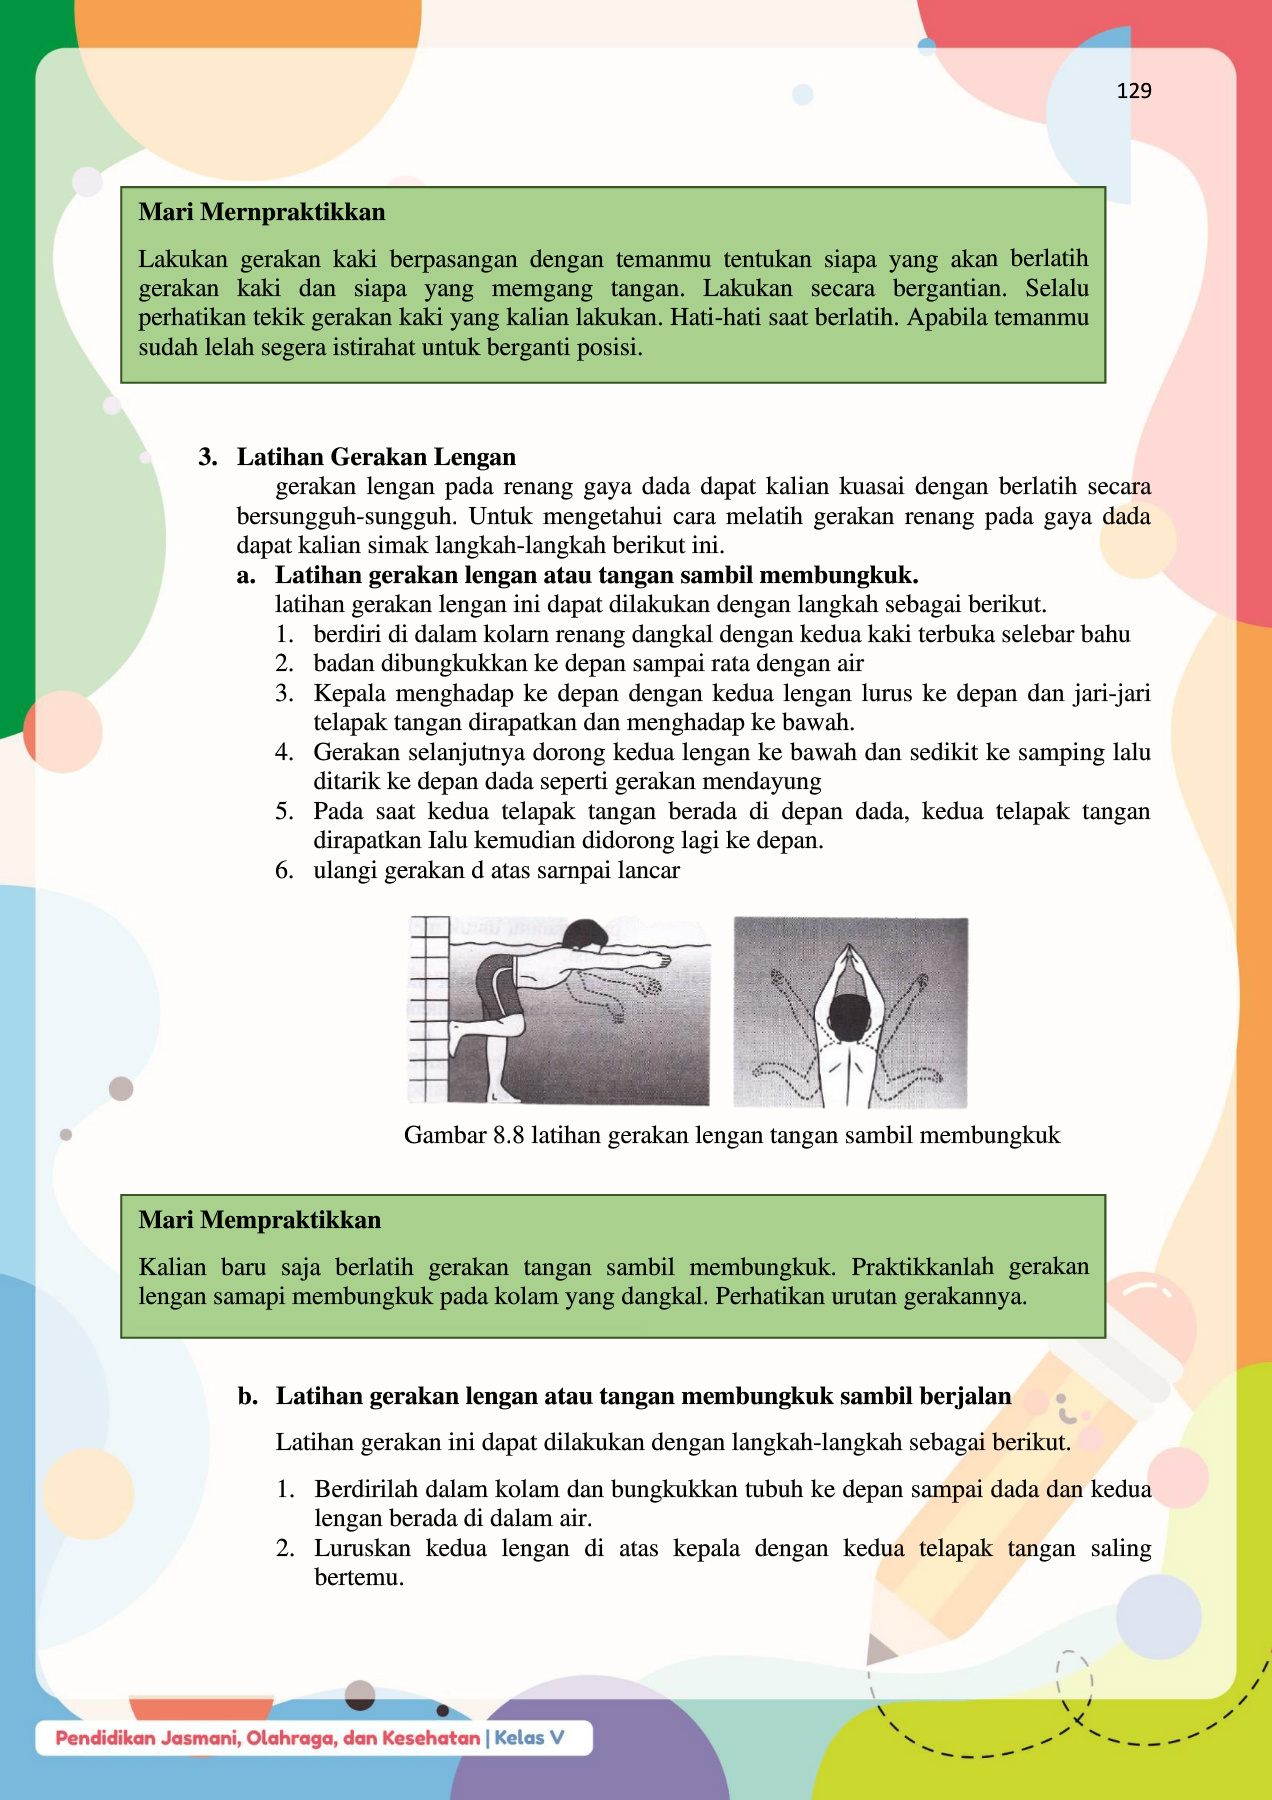 129
Mari Mernpraktikkan
Lakukan gerakan kaki berpasangan dengan temanmu tentukan siapa yang akan berlatih
gerakan kaki dan siapa yang memgang tangan. Lakukan secara bergantian. Selalu
perhatikan tekik gerakan kaki yang kalian lakukan. Hati-hati saat berlatih. Apabila temanmu
sudah lelah segera istirahat untuk berganti posisi.
3. Latihan Gerakan Lengan
gerakan lengan pada renang gaya dada dapat kalian kuasai dengan berlatih secara
bersungguh-sungguh. Untuk mengetahui cara melatih gerakan renang pada gaya dada
dapat kalian simak langkah-langkah berikut ini.
a. Latihan gerakan lengan atau tangan sambil membungkuk.
latihan gerakan lengan ini dapat dilakukan dengan langkah sebagai berikut.
1. berdiri di dalam kolarn renang dangkal dengan kedua kaki terbuka selebar bahu
2. badan dibungkukkan ke depan sampai rata dengan air
3. Kepala menghadap ke depan dengan kedua lengan lurus ke depan dan jari-jari
telapak tangan dirapatkan dan menghadap ke bawah.
4. Gerakan selanjutnya dorong kedua lengan ke bawah dan sedikit ke samping lalu
ditarik ke depan dada seperti gerakan mendayung
5. Pada saat kedua telapak tangan berada di depan dada, kedua telapak tangan
dirapatkan Ialu kemudian didorong lagi ke depan.
6. ulangi gerakan d atas sarnpai lancar
Gambar 8.8 latihan gerakan lengan tangan sambil membungkuk
Mari Mempraktikkan
Kalian baru saja berlatih gerakan tangan sambil membungkuk. Praktikkanlah gerakan
lengan samapi membungkuk pada kolam yang dangkal. Perhatikan urutan gerakannya.
b. Latihan gerakan lengan atau tangan membungkuk sambil berjalan
Latihan gerakan ini dapat dilakukan dengan langkah-langkah sebagai berikut.
1. Berdirilah dalam kolam dan bungkukkan tubuh ke depan sampai dada dan kedua
lengan berada di dalam air.
2. Luruskan kedua lengan di atas kepala dengan kedua telapak tangan saling
bertemu.
Pendidikan Jasmani, Olahraga, dan Kesehatan | Kelas V